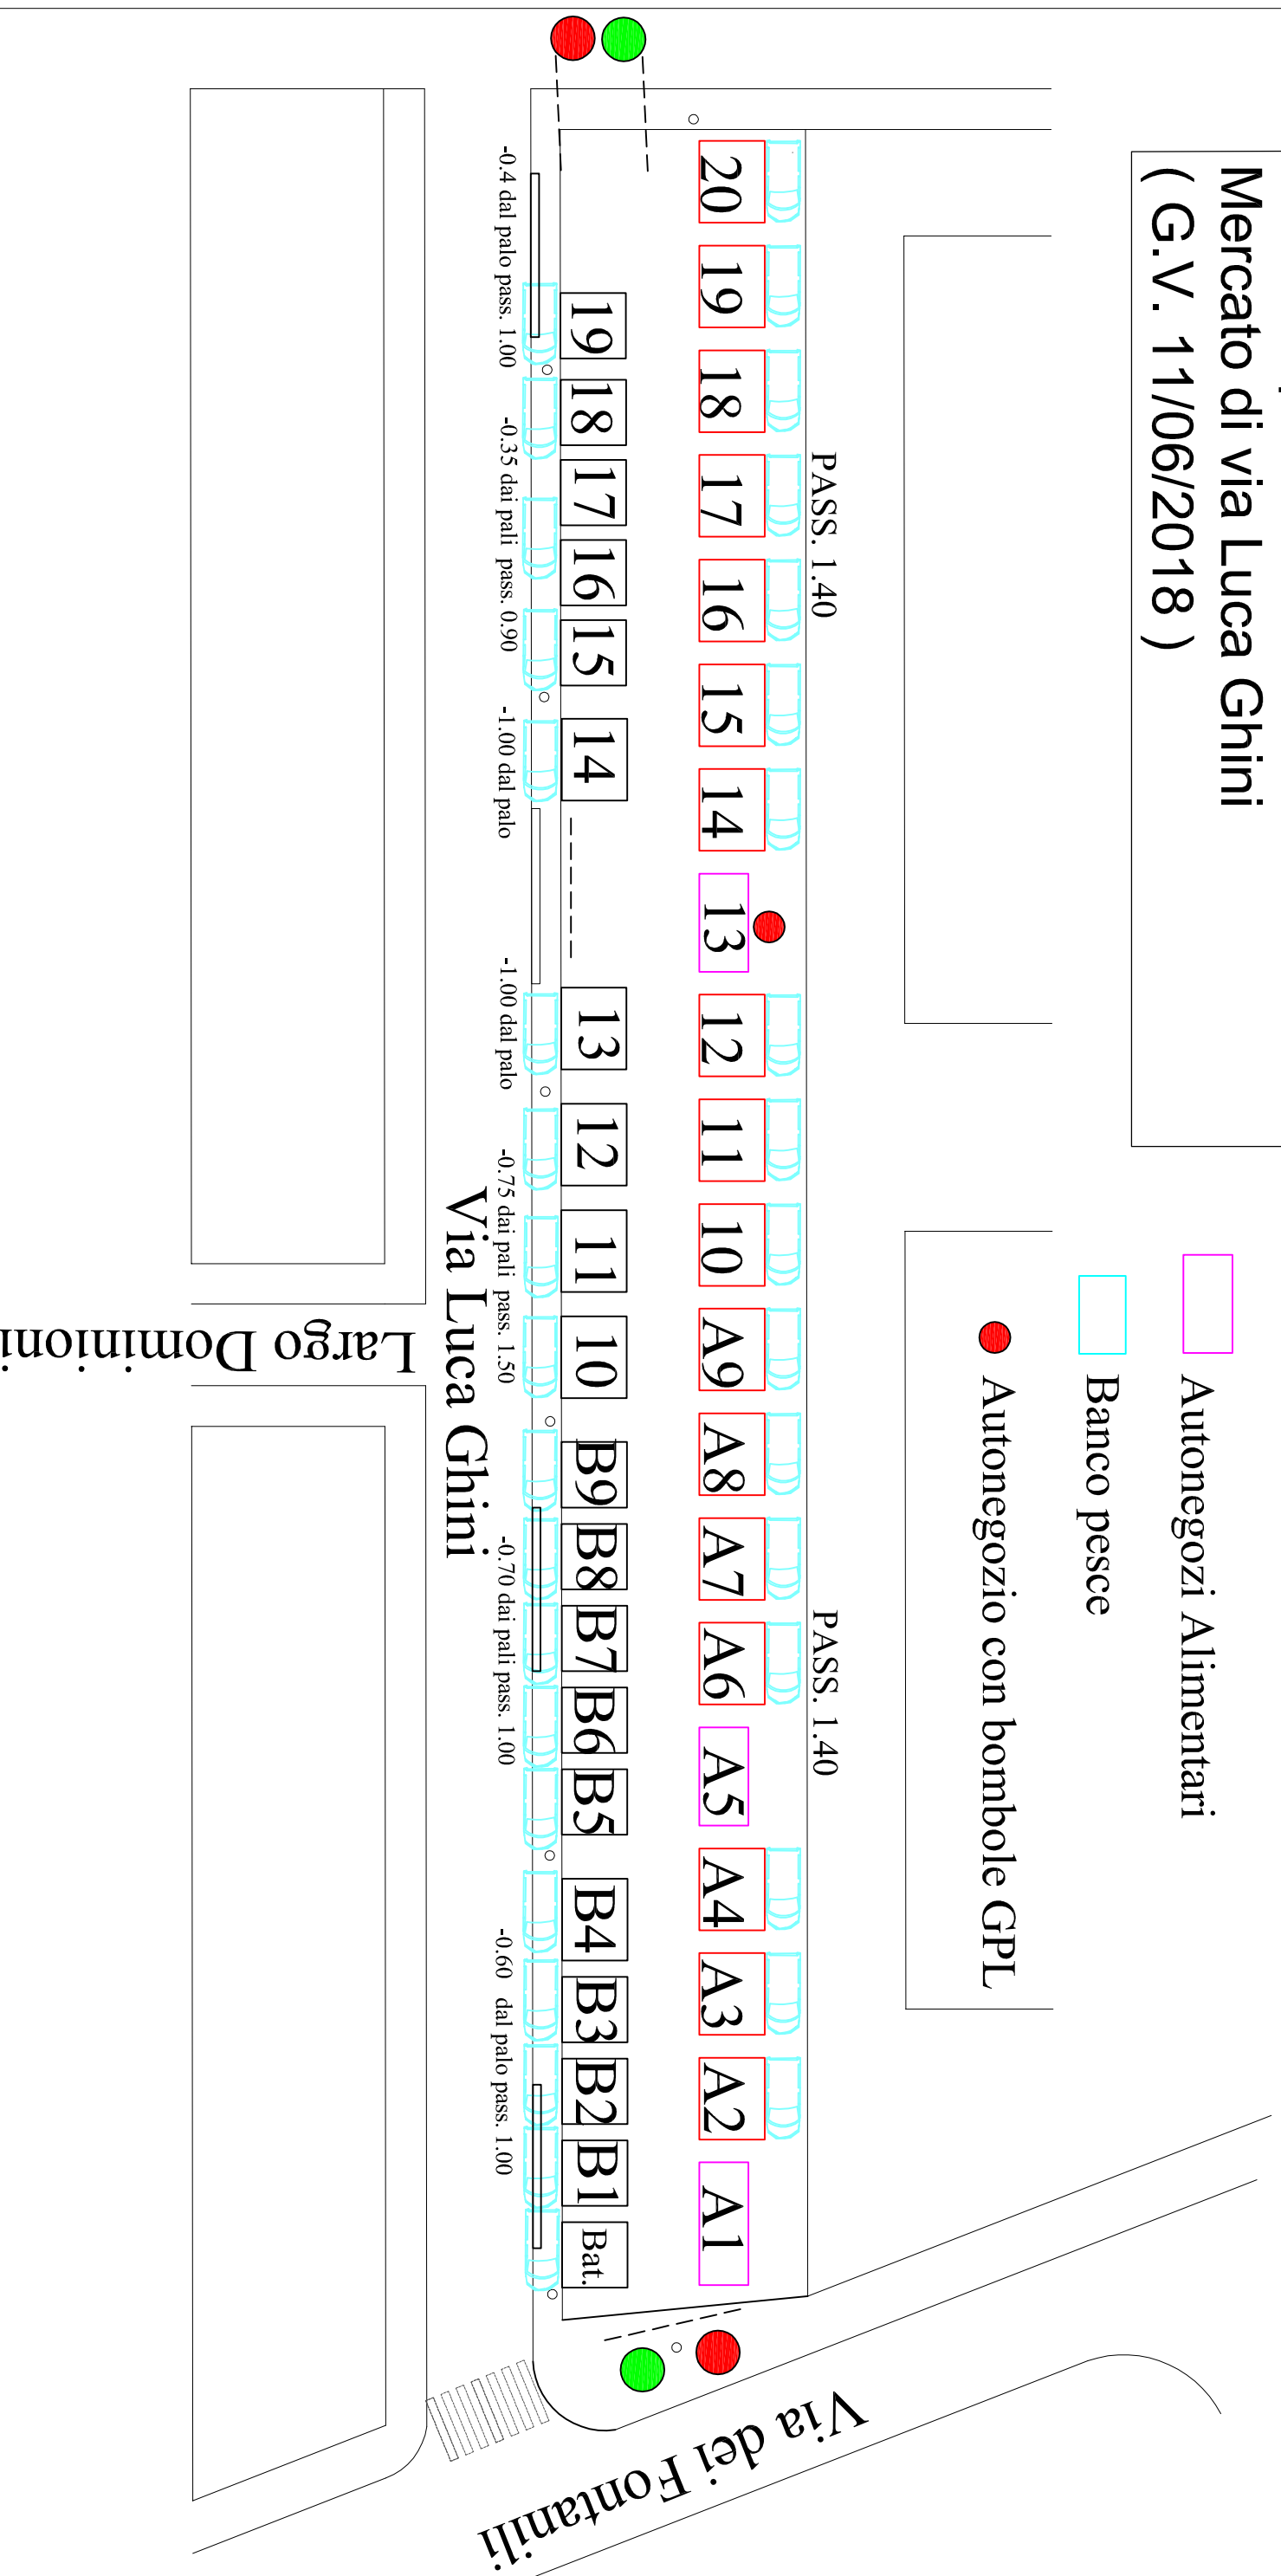 Mercato di via Luca Ghini
( G.V. 11/06/2018 )
Autonegozi Alimentari
Banco pesce
Autonegozio con bombole GPL
PASS. 1.40
PASS. 1.40
20
19
18
17
16
15
14
13
12
11
10
A9
A8
A7
A6
A5
A4
A3
A2
A1
19
18
17
16
15
14
13
12
11
10
B9
B8
B7
B6
B5
B4
B3
B2
B1
Bat.
-0.4 dal palo pass. 1.00
-0.35 dai pali pass. 0.90
-1.00 dal palo
-1.00 dal palo
-0.75 dai pali pass. 1.50
-0.70 dai pali pass. 1.00
-0.60 dal palo pass. 1.00
Via Luca Ghini
Largo Dominioni
Via dei Fontanili